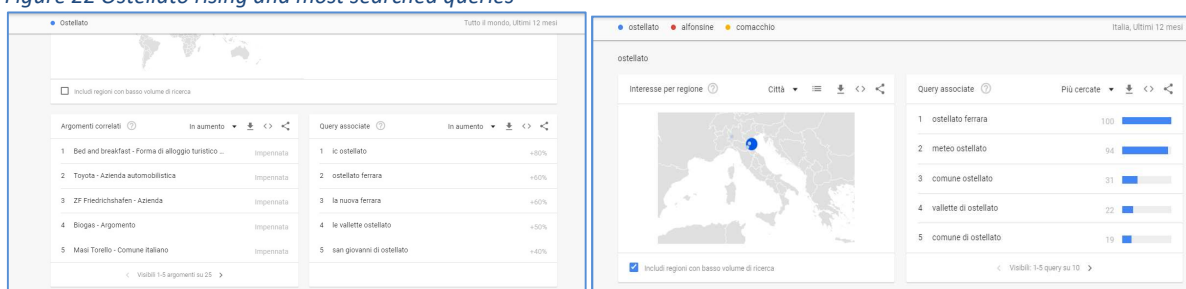 Figure 22 Ostellato rising and most searched queries
Ostellato
Tutto il mondo, Ultimi 12 mesi
Includi regioni con basso volume di ricerca
Argomenti correlati
In aumento
1 Bed and breakfast - Forma di alloggio turistico ...
Impennata
2 Toyota - Azienda automobilistica
Impennata
3 ZF Friedrichshafen - Azienda
Impennata
4 Biogas - Argomento
Impennata
5 Masi Torello - Comune italiano
Impennata
Visibili 1-5 argomenti su 25
Query associate
In aumento
1 ic ostellato
+80%
2 ostellato ferrara
+60%
3 la nuova ferrara
+60%
4 le vallette ostellato
+50%
5 san giovanni di ostellato
+40%
ostellato alfonsine comacchio
Italia, Ultimi 12 mesi
ostellato
Interesse per regione
Città
Includi regioni con basso volume di ricerca
Query associate
Più cercate
1 ostellato ferrara 100
2 meteo ostellato 94
3 comune ostellato 31
4 vallette di ostellato 22
5 comune di ostellato 19
Visibili: 1-5 query su 10